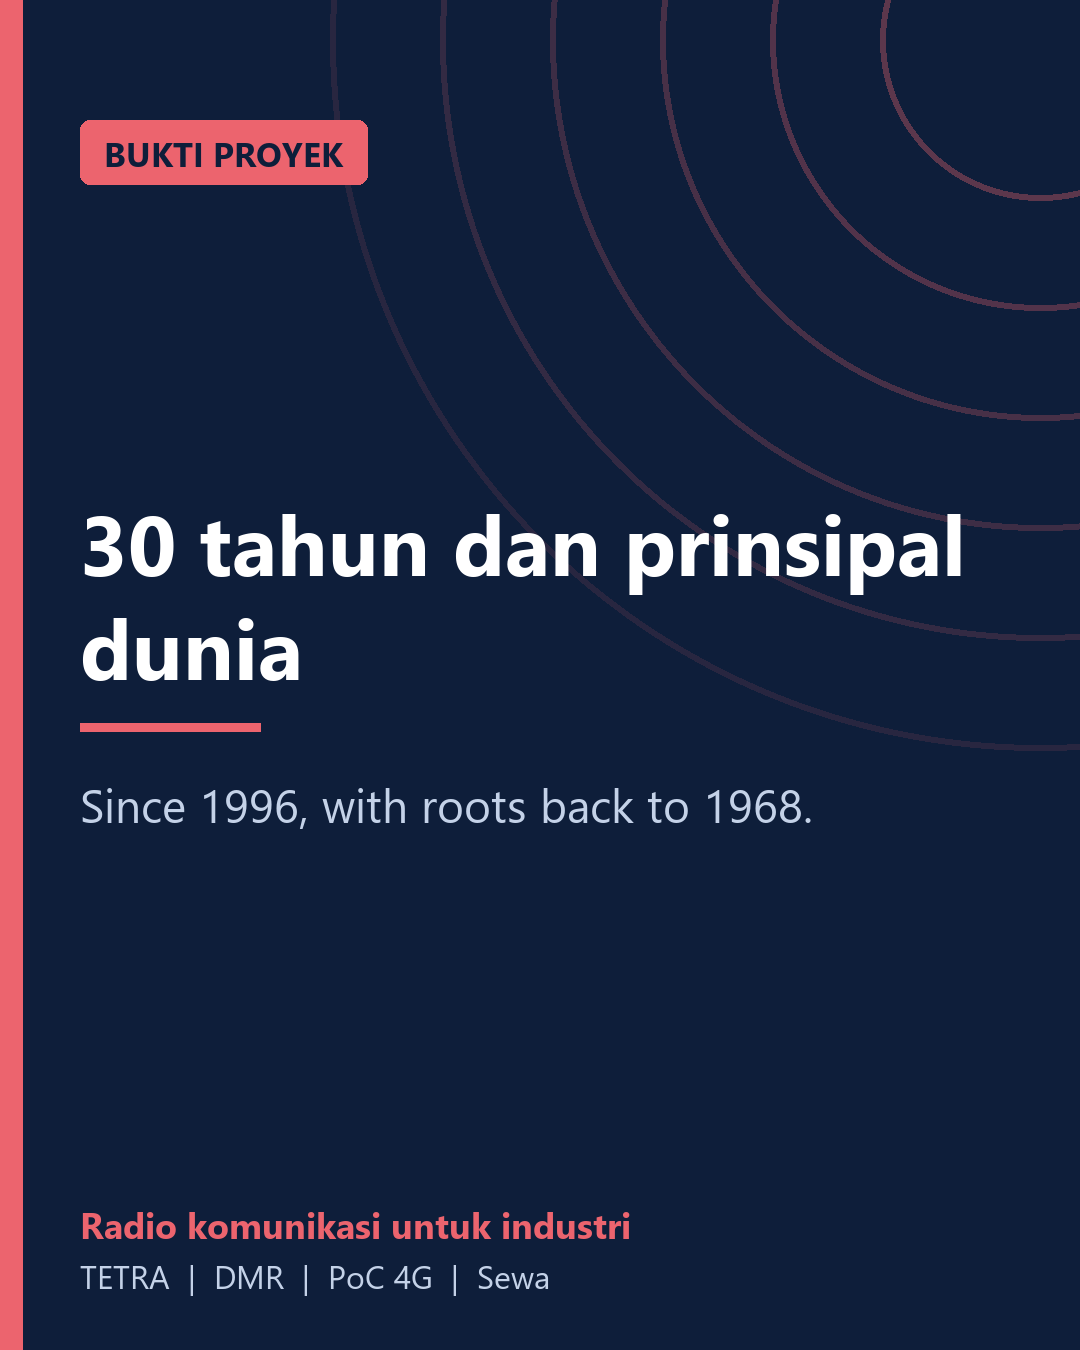 BUKTI PROYEK
30 tahun dan prinsipal
dunia
Since 1996, with roots back to 1968.
Radio komunikasi untuk industri
TETRA | DMR | PoC 4G | Sewa